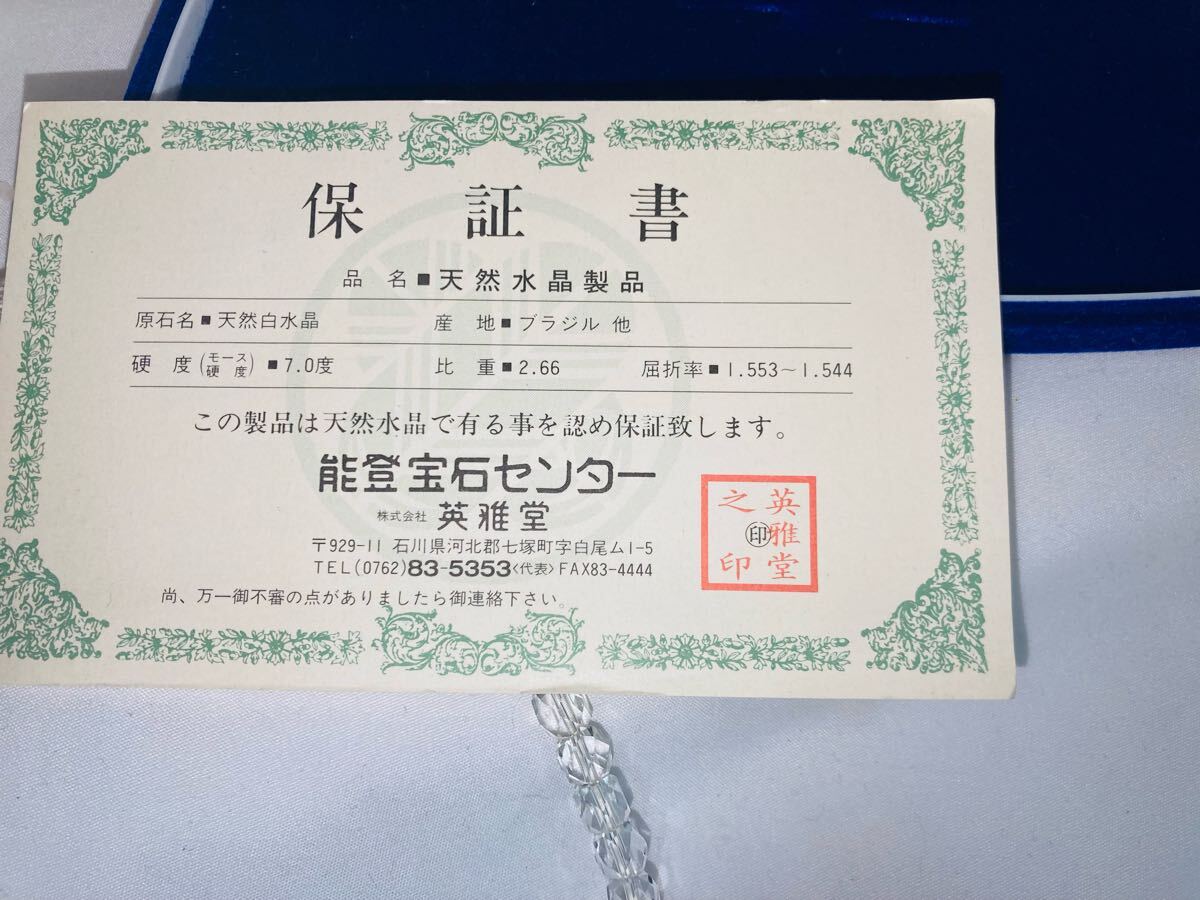 保証書
品名■天然水晶製品
原石名■天然白水晶 産地■ブラジル 他
硬度(モース硬度)■7.0度 比重■2.66 屈折率■1.553〜1.544
この製品は天然水晶で有る事を認め保証致します。
能登宝石センター
株式会社 英雅堂
〒929-11 石川県河北郡七塚町字白尾ム1-5
TEL(0762)83-5353<代表>FAX83-4444
尚、万一御不審の点がありましたら御連絡下さい。
英雅堂
之印
㊞